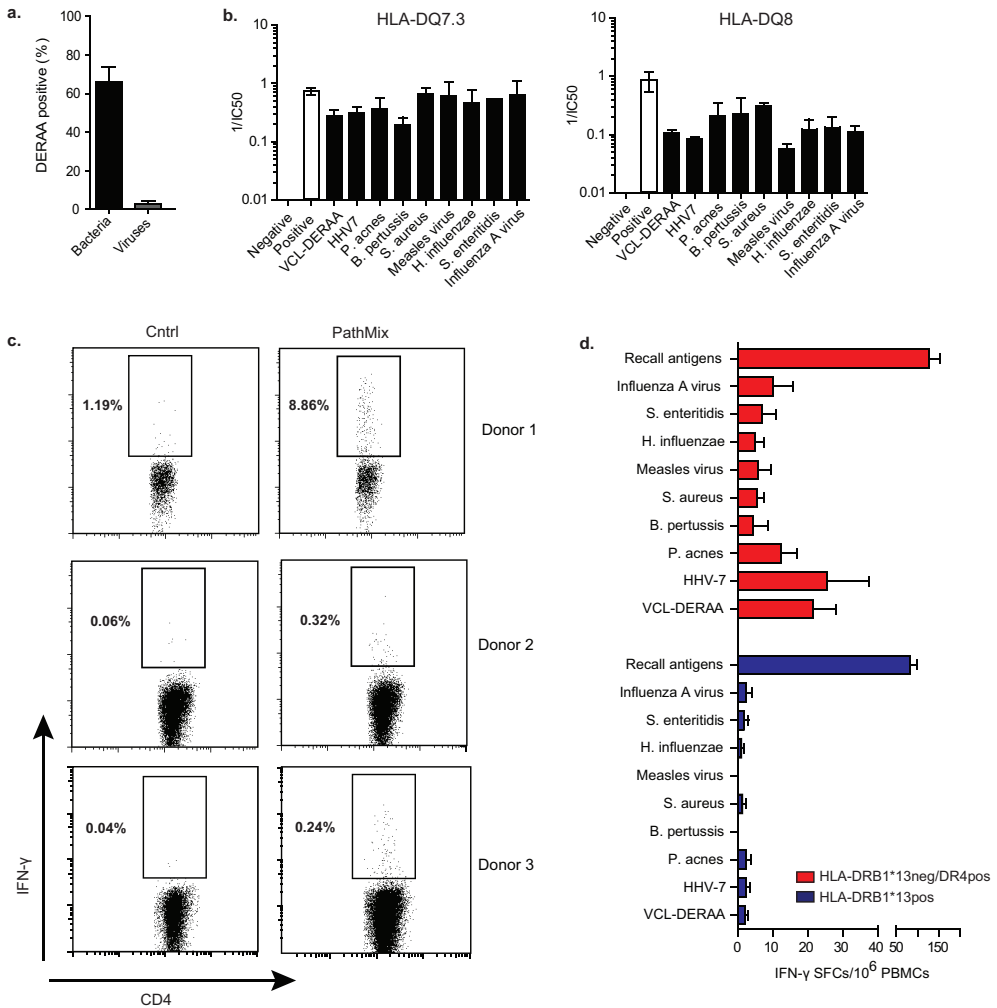 a.
DERAA positive (%)
100
80
60
40
20
0
Bacteria
Viruses
b.
HLA-DQ7.3
1/IC50
10
1
0.1
0.01
Negative
Positive
VCL-DERAA
HHV7
P. acnes
B. pertussis
S. aureus
Measles virus
H. influenzae
S. enteritidis
Influenza A virus
HLA-DQ8
1/IC50
10
1
0.1
0.01
Negative
Positive
VCL-DERAA
HHV7
P. acnes
B. pertussis
S. aureus
Measles virus
H. influenzae
S. enteritidis
Influenza A virus
c.
Cntrl
PathMix
1.19%
8.86%
Donor 1
0.06%
0.32%
Donor 2
0.04%
0.24%
Donor 3
IFN-γ
CD4
d.
Recall antigens
Influenza A virus
S. enteritidis
H. influenzae
Measles virus
S. aureus
B. pertussis
P. acnes
HHV-7
VCL-DERAA
Recall antigens
Influenza A virus
S. enteritidis
H. influenzae
Measles virus
S. aureus
B. pertussis
P. acnes
HHV-7
VCL-DERAA
HLA-DRB1*13neg/DR4pos
HLA-DRB1*13pos
0 10 20 30 40 50 150
IFN-γ SFCs/10⁶ PBMCs